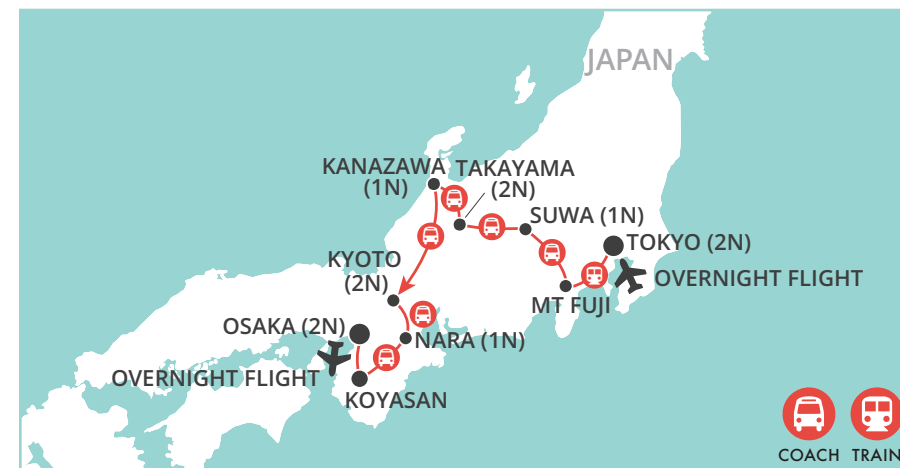 JAPAN
KANAZAWA
(1N)
TAKAYAMA
(2N)
SUWA (1N)
TOKYO (2N)
OVERNIGHT FLIGHT
MT FUJI
KYOTO
(2N)
OSAKA (2N)
NARA (1N)
OVERNIGHT FLIGHT
KOYASAN
COACH TRAIN